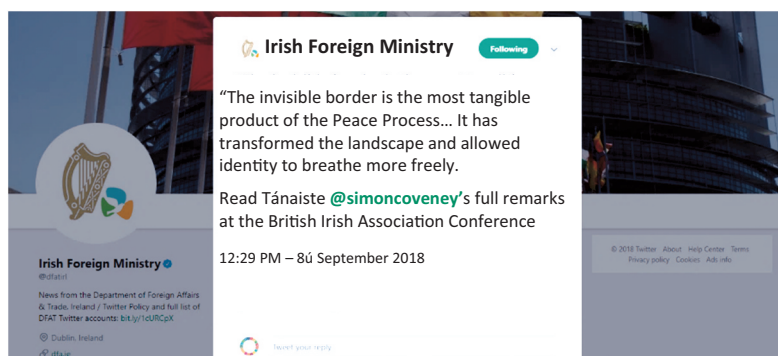 Irish Foreign Ministry
Following
“The invisible border is the most tangible
product of the Peace Process... It has
transformed the landscape and allowed
identity to breathe more freely.
Read Tánaiste @simoncoveney’s full remarks
at the British Irish Association Conference
12:29 PM – 8ú September 2018
Tweet your reply
Irish Foreign Ministry
@dfatirl
News from the Department of Foreign Affairs
& Trade, Ireland / Twitter Policy and full list of
DFAT Twitter accounts: bit.ly/1cURCpX
Dublin, Ireland
dfa.ie
© 2018 Twitter About Help Center Terms
Privacy policy Cookies Ads info